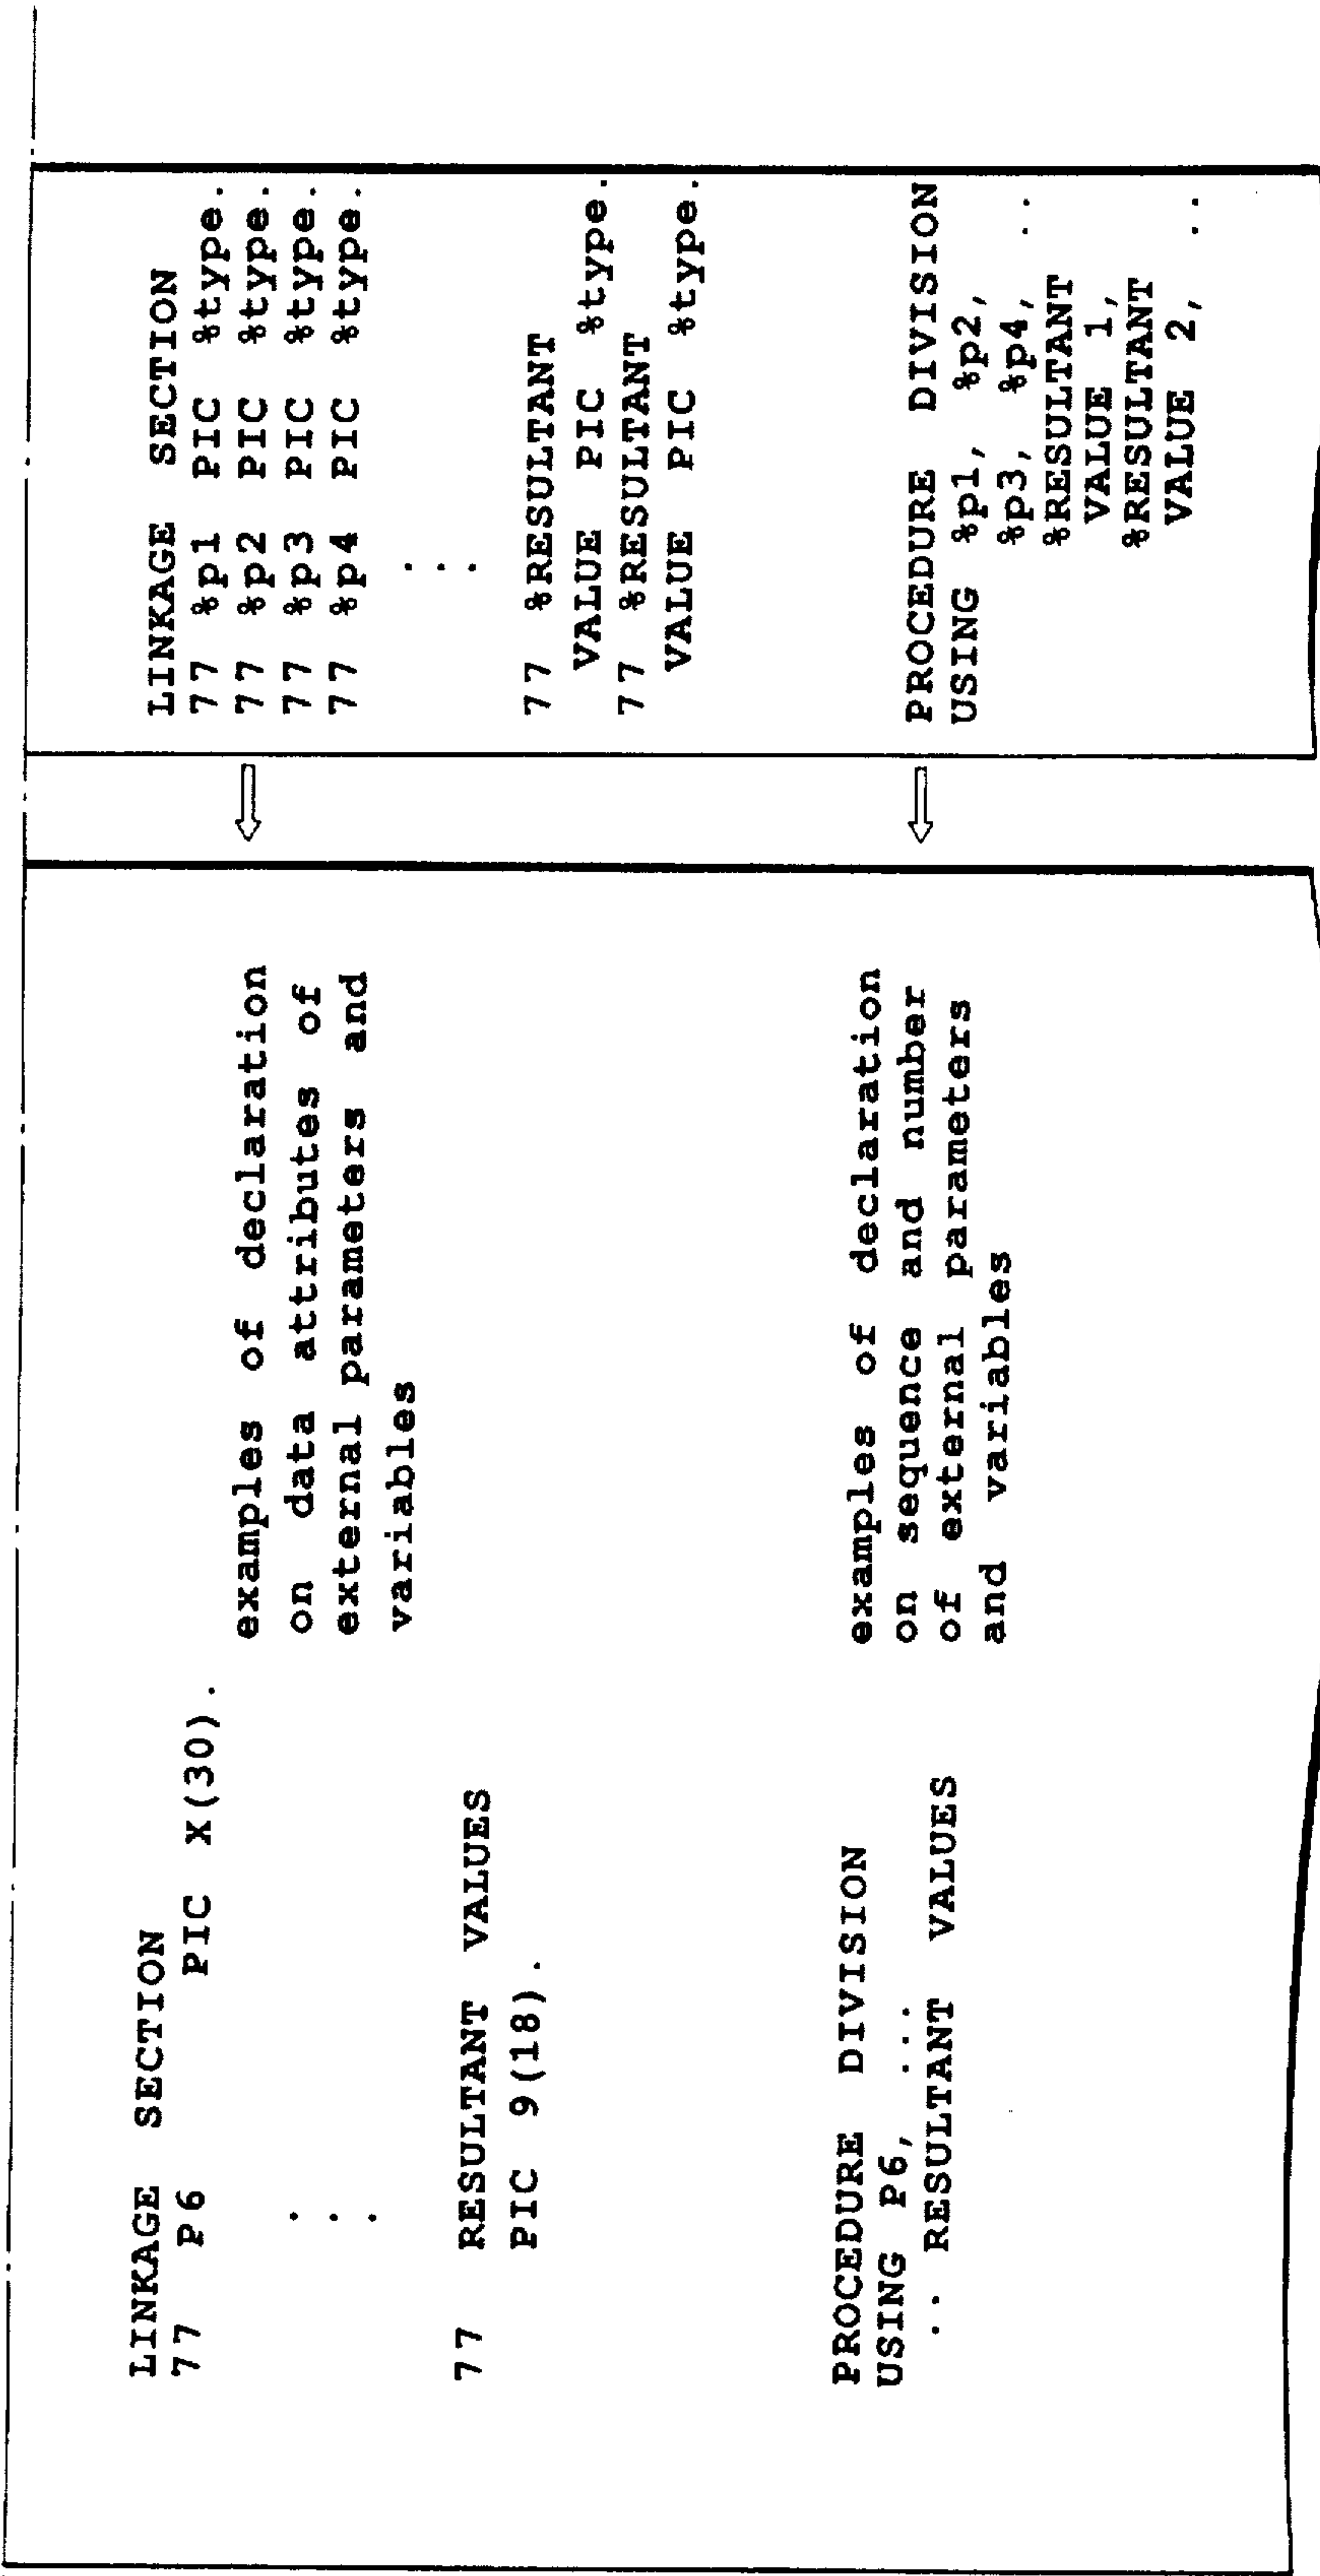 LINKAGE SECTION
77 P6 PIC X(30).
.
.
.
77 RESULTANT VALUES
PIC 9(18).
PROCEDURE DIVISION
USING P6, ...
.. RESULTANT VALUES
examples of declaration
on data attributes of
external parameters and
variables
examples of declaration
on sequence and number
of external parameters
and variables
LINKAGE SECTION
77 %p1 PIC %type.
77 %p2 PIC %type.
77 %p3 PIC %type.
77 %p4 PIC %type.
.
.
.
77 %RESULTANT
VALUE PIC %type.
77 %RESULTANT
VALUE PIC %type.
PROCEDURE DIVISION
USING %p1, %p2,
%p3, %p4, ..
%RESULTANT
VALUE 1,
%RESULTANT
VALUE 2, ..